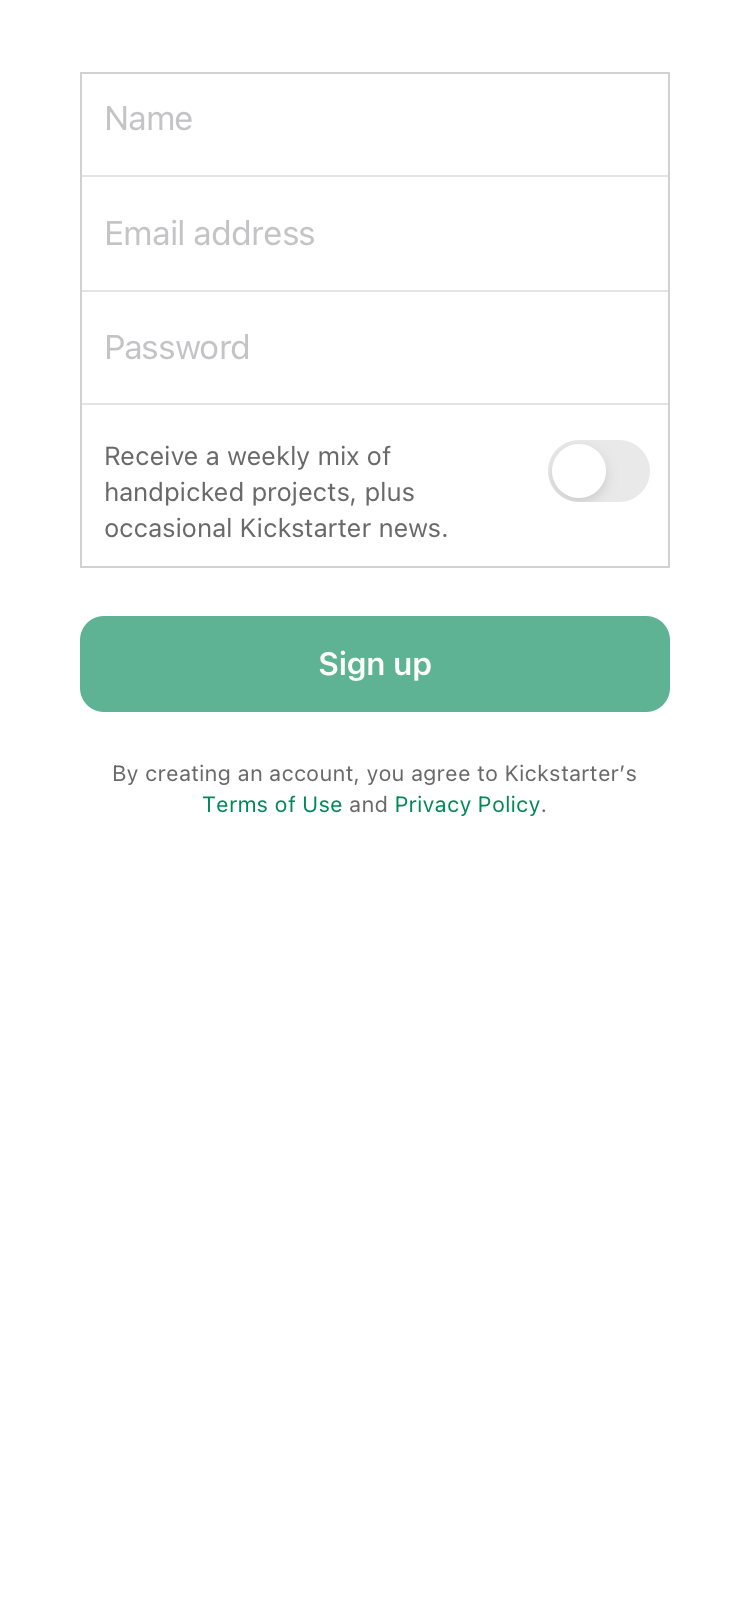 Name
Email address
Password
Receive a weekly mix of
handpicked projects, plus
occasional Kickstarter news.
Sign up
By creating an account, you agree to Kickstarter’s
Terms of Use and Privacy Policy.